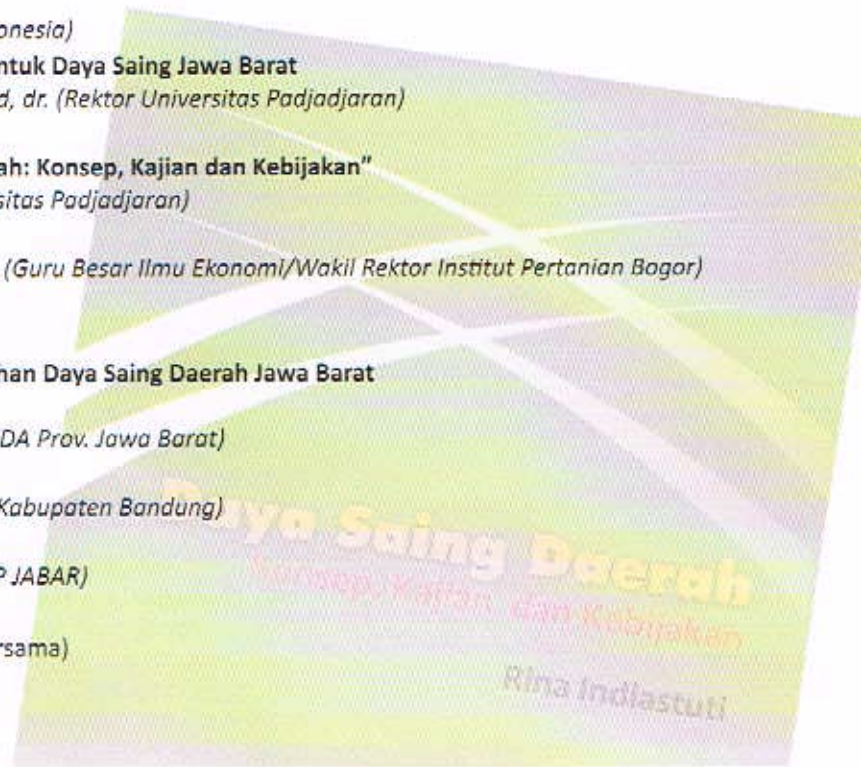 onesia)
ntuk Daya Saing Jawa Barat
d, dr. (Rektor Universitas Padjadjaran)
ah: Konsep, Kajian dan Kebijakan"
sitas Padjadjaran)
(Guru Besar Ilmu Ekonomi/Wakil Rektor Institut Pertanian Bogor)
han Daya Saing Daerah Jawa Barat
DA Prov. Jawa Barat)
Kabupaten Bandung)
P JABAR)
rsama)
Daya Saing Daerah
Konsep, Kajian dan Kebijakan
Rina Indiastuti